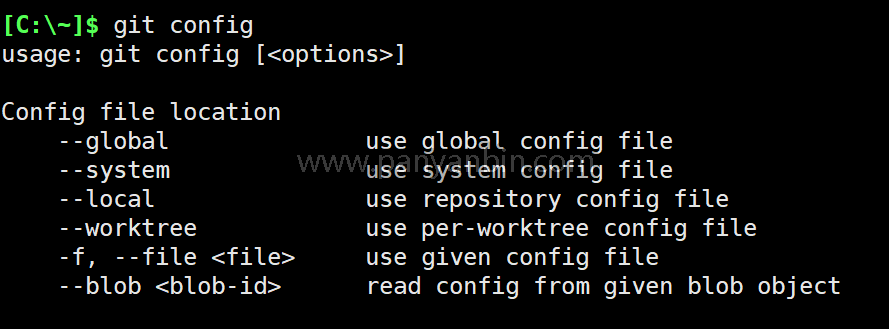 [C:\~]$ git config
usage: git config [<options>]

Config file location
    --global              use global config file
    --system              use system config file
    --local               use repository config file
    --worktree            use per-worktree config file
    -f, --file <file>     use given config file
    --blob <blob-id>      read config from given blob object
www.panyanbin.com